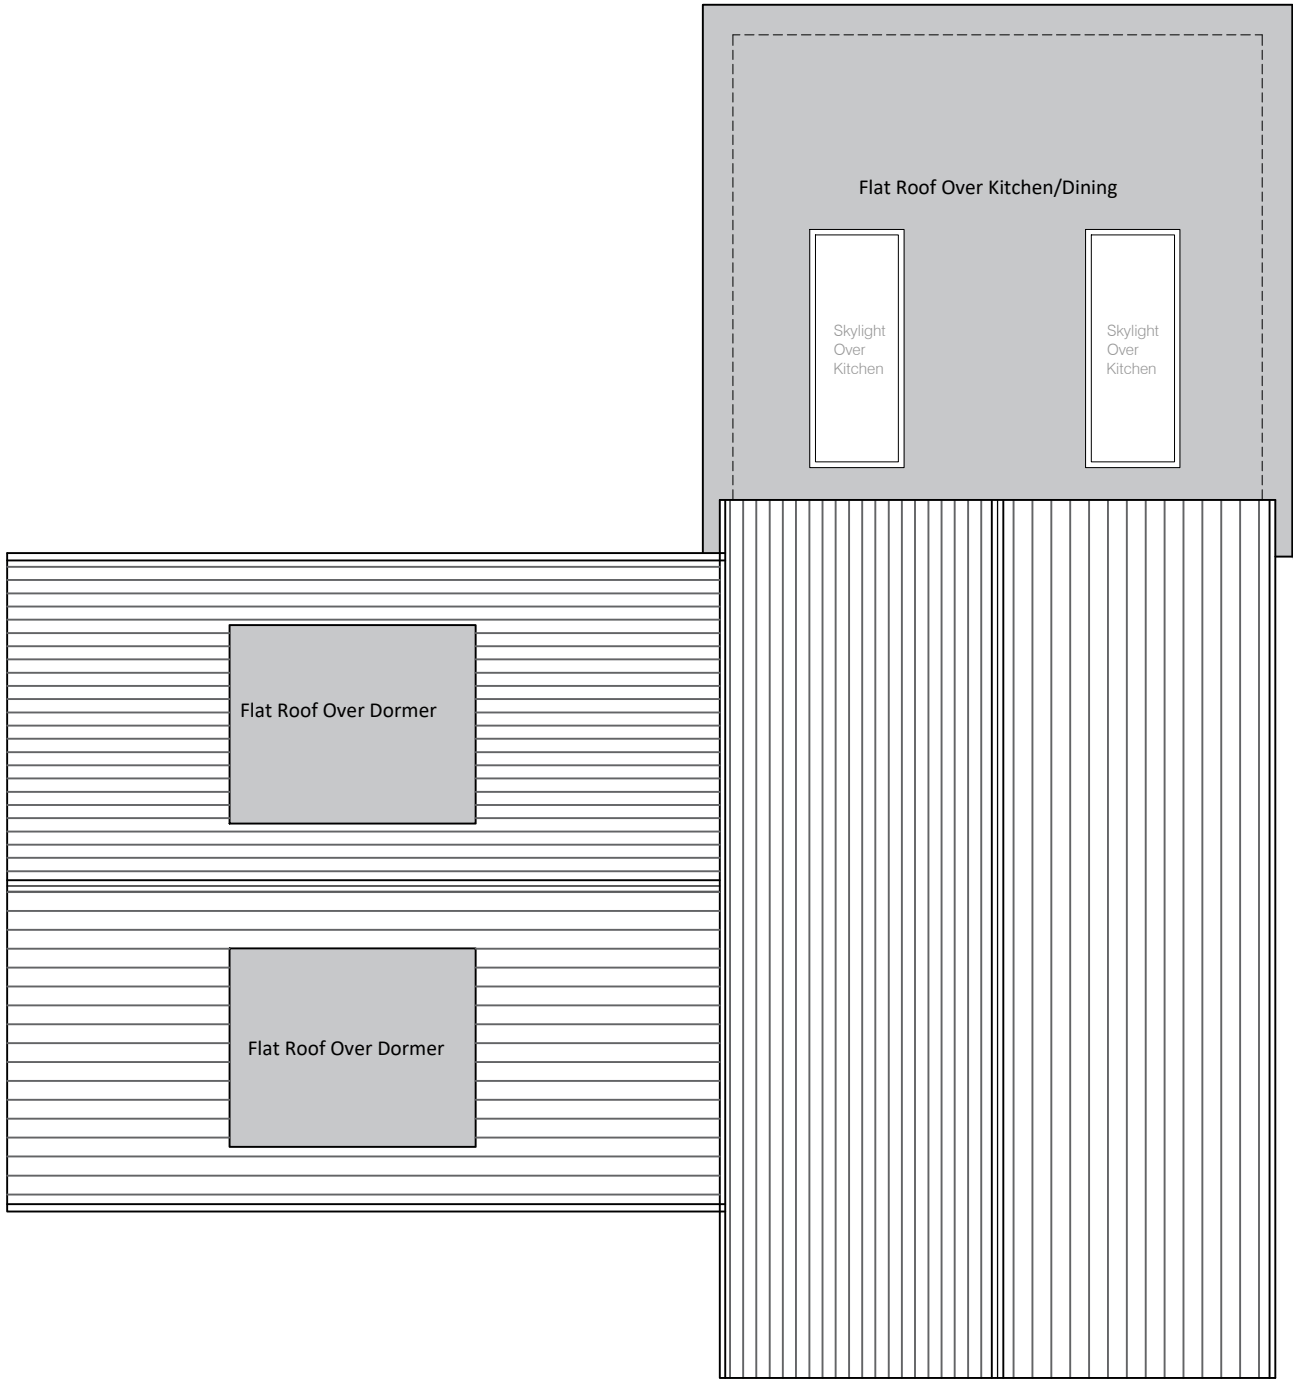 Flat Roof Over Kitchen/Dining
Skylight
Over
Kitchen
Skylight
Over
Kitchen
Flat Roof Over Dormer
Flat Roof Over Dormer